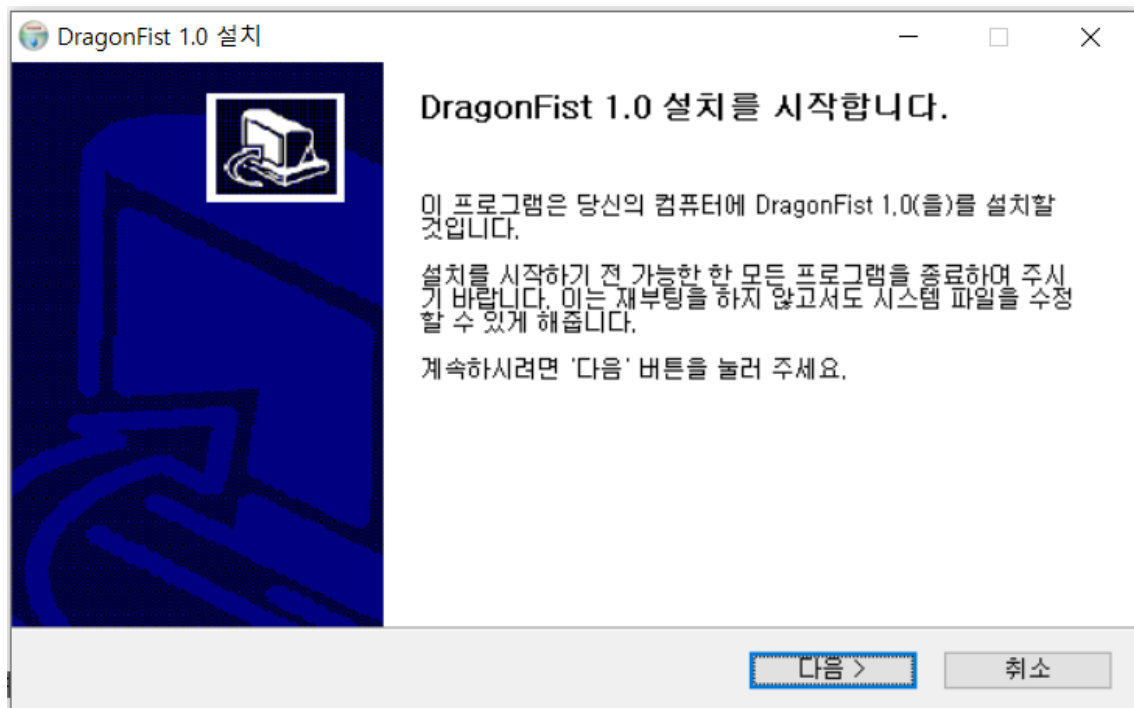 DragonFist 1.0 설치
DragonFist 1.0 설치를 시작합니다.
이 프로그램은 당신의 컴퓨터에 DragonFist 1.0(을)를 설치할
것입니다.
설치를 시작하기 전 가능한 한 모든 프로그램을 종료하며 주시
기 바랍니다. 이는 재부팅을 하지 않고서도 시스템 파일을 수정
할 수 있게 해줍니다.
계속하시려면 '다음' 버튼을 눌러 주세요.
다음 >
취소